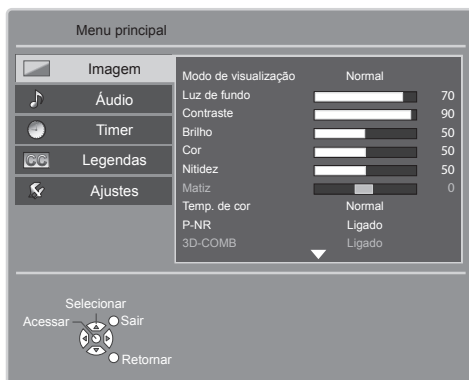 Menu principal
Imagem
Áudio
Timer
CC Legendas
Ajustes
Modo de visualização Normal
Luz de fundo 70
Contraste 90
Brilho 50
Cor 50
Nitidez 50
Matiz 0
Temp. de cor Normal
P-NR Ligado
3D-COMB Ligado
Selecionar
Acessar Sair
Retornar